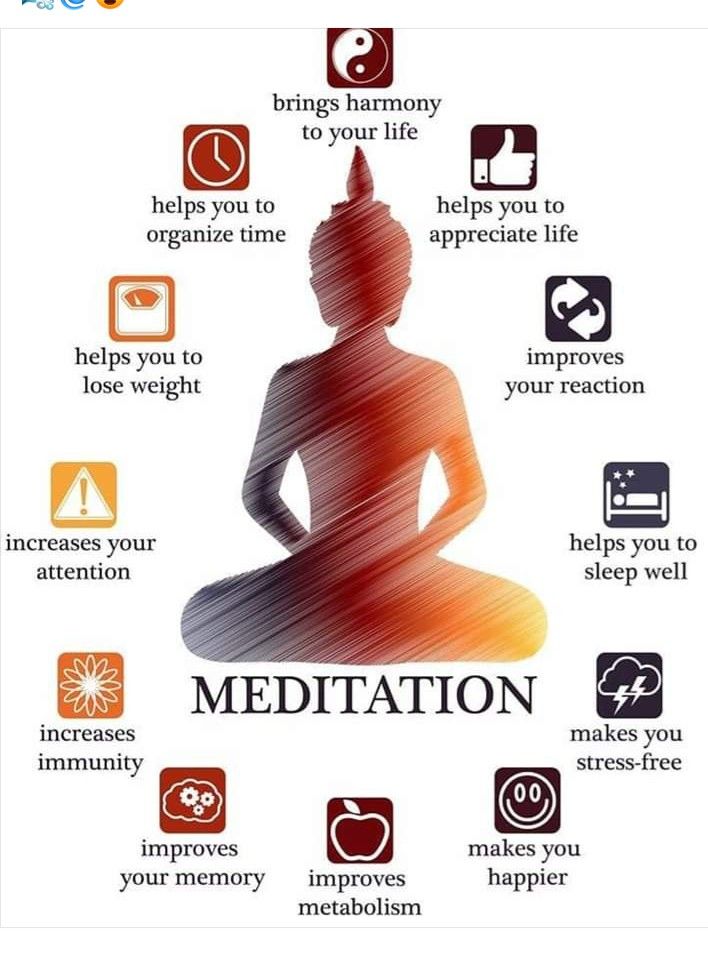 brings harmony
to your life
helps you to
organize time
helps you to
appreciate life
helps you to
lose weight
improves
your reaction
increases your
attention
helps you to
sleep well
MEDITATION
increases
immunity
makes you
stress-free
improves
your memory
improves
metabolism
makes you
happier